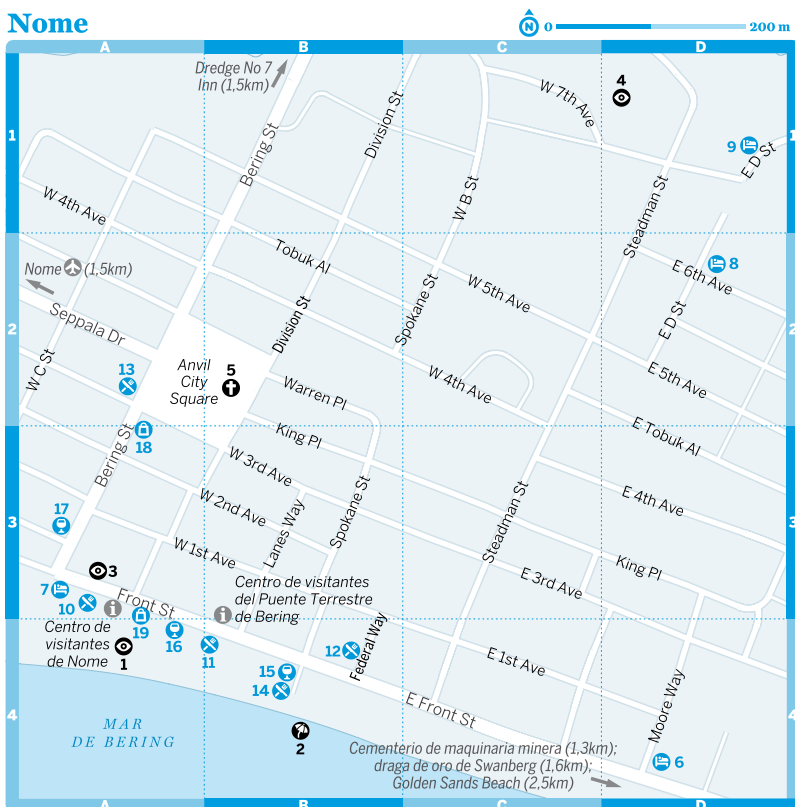 Nome
N 0 200 m
A B C D
Dredge No 7
Inn (1,5km)
4
W 7th Ave
Division St
1
1
9
E D St
Bering St
W B St
Steadman St
W 4th Ave
Tobuk Al
Nome (1,5km)
8
E 6th Ave
W 5th Ave
Spokane St
Seppala Dr
Division St
E D St
2
2
W C St
13
Anvil
City
Square
5
Warren Pl
W 4th Ave
E 5th Ave
18
Bering St
King Pl
E Tobuk Al
W 3rd Ave
W 2nd Ave
Lanes Way
Spokane St
Steadman St
E 4th Ave
3
3
17
W 1st Ave
King Pl
3
7
10
Front St
Centro de visitantes
del Puente Terrestre
de Bering
E 3rd Ave
Centro de
visitantes
de Nome
1
19
16
11
12
Federal Way
15
14
E 1st Ave
Moore Way
E Front St
4
4
MAR
DE BERING
2
6
Cementerio de maquinaria minera (1,3km);
draga de oro de Swanberg (1,6km);
Golden Sands Beach (2,5km)
A B C D